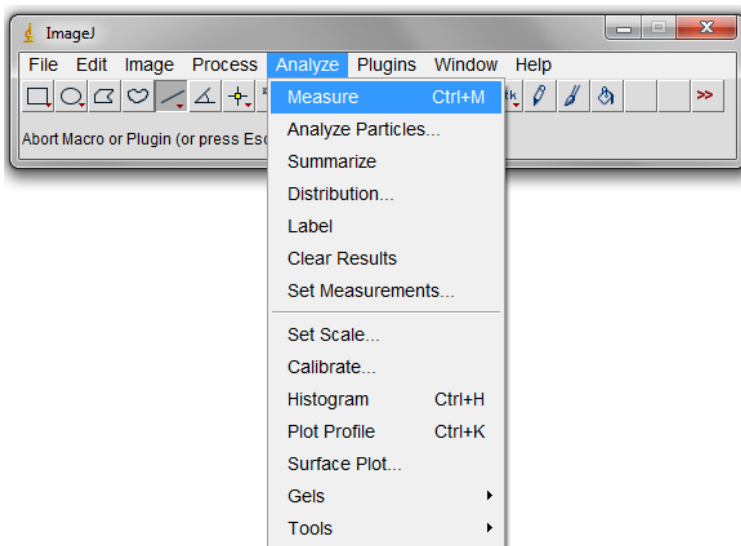 ImageJ
File Edit Image Process Analyze Plugins Window Help
>>
Abort Macro or Plugin (or press Esc
Measure Ctrl+M
Analyze Particles...
Summarize
Distribution...
Label
Clear Results
Set Measurements...
Set Scale...
Calibrate...
Histogram Ctrl+H
Plot Profile Ctrl+K
Surface Plot...
Gels
Tools